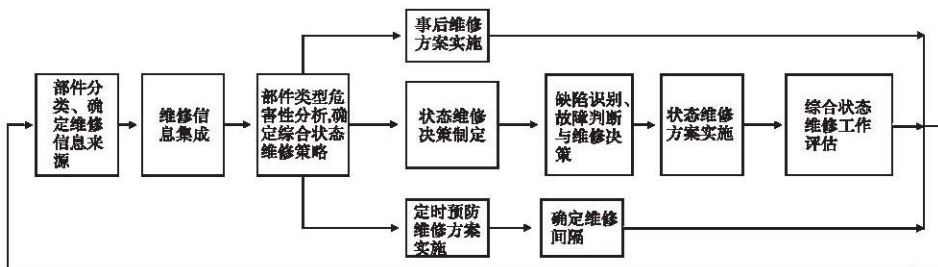 事后维修
方案实施
部件分
类、确
定维修
信息来
源
维修信
息集成
部件类型危
害性分析,确
定综合状态
维修策略
状态维修
决策制定
缺陷识别、
故障判断
与维修决
策
状态维修
方案实施
综合状态
维修工作
评估
定时预防
维修方案
实施
确定维修
间隔